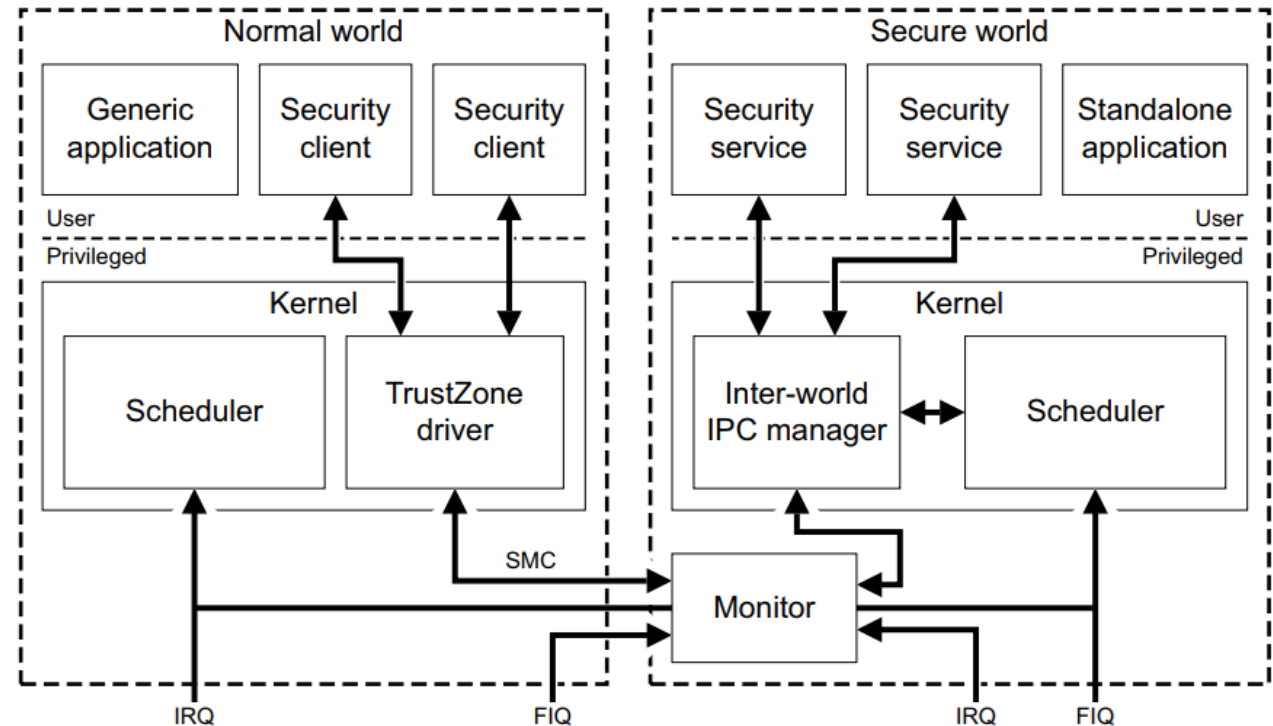 Normal world
Generic
application
Security
client
Security
client
User
Privileged
Kernel
Scheduler
TrustZone
driver
Secure world
Security
service
Security
service
Standalone
application
User
Privileged
Kernel
Inter-world
IPC manager
Scheduler
SMC
Monitor
IRQ
FIQ
IRQ
FIQ